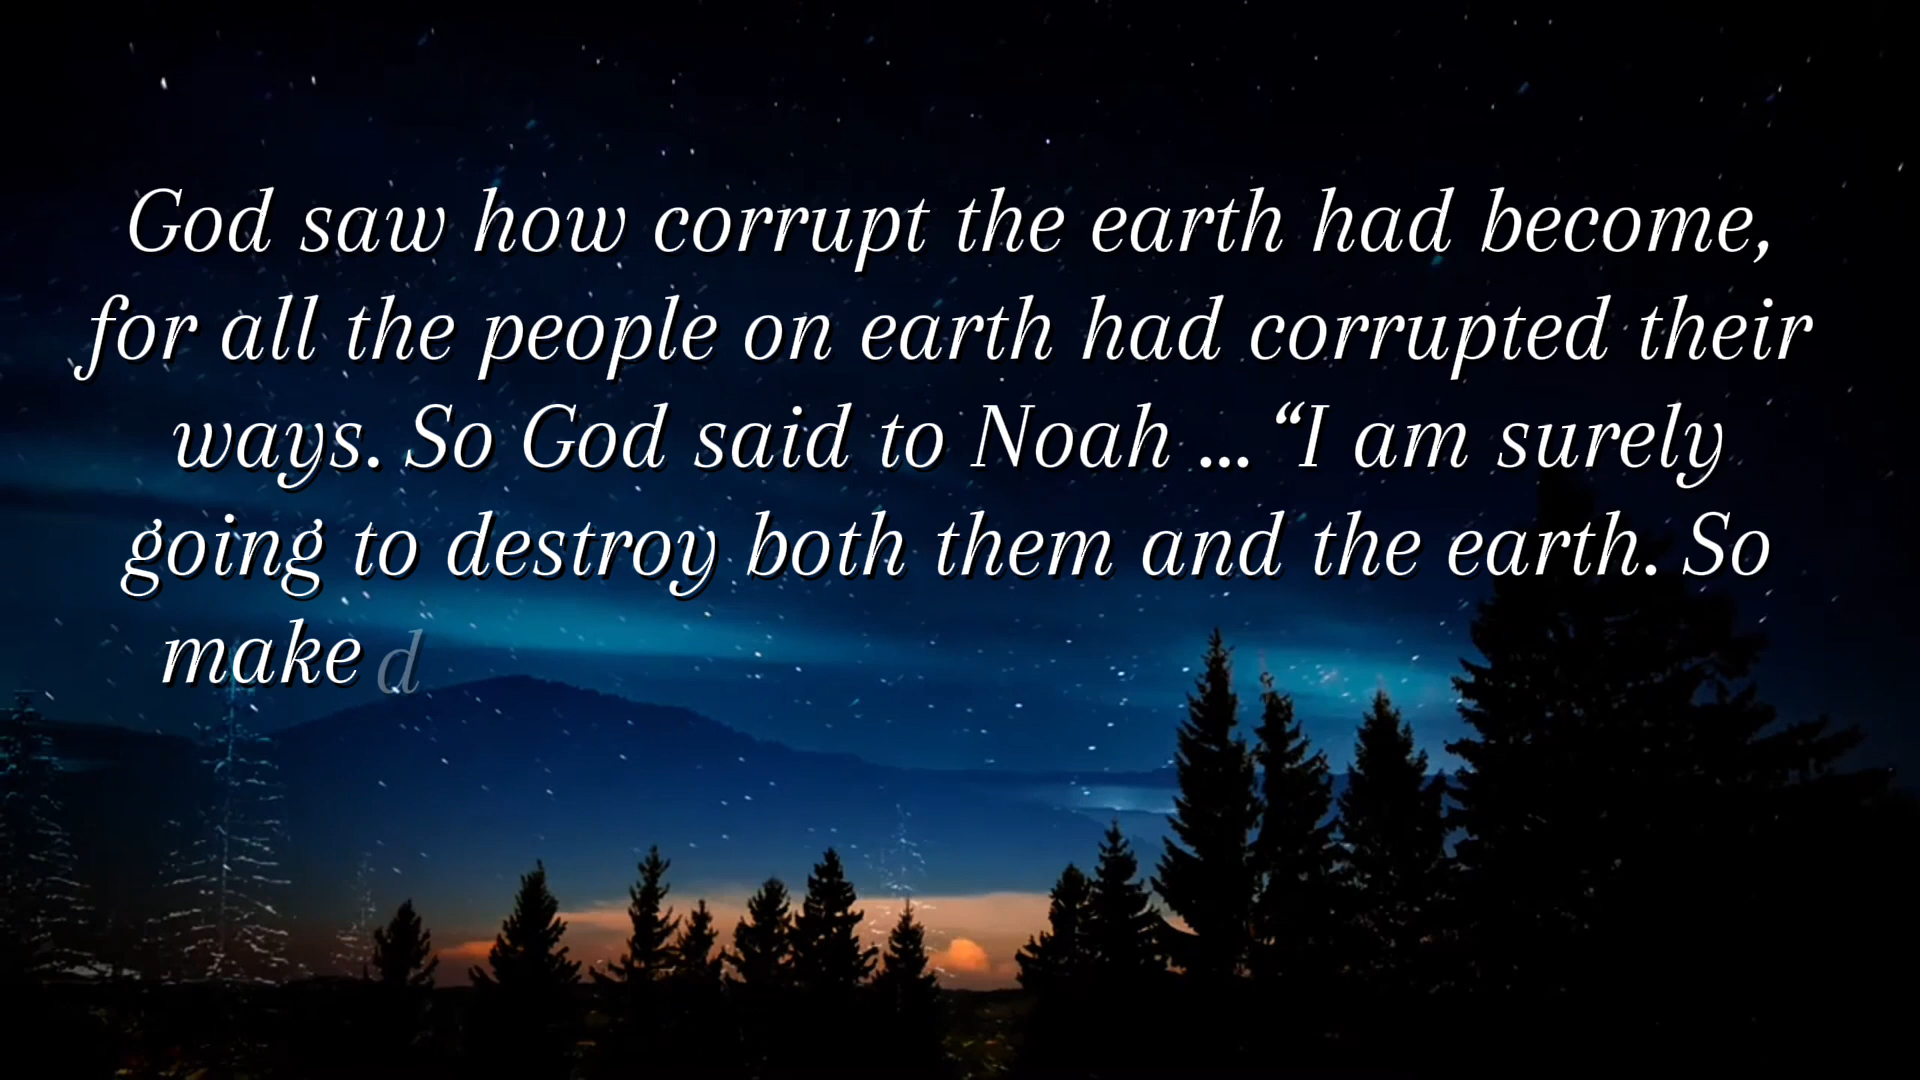 God saw how corrupt the earth had become,
for all the people on earth had corrupted their
ways. So God said to Noah ... “I am surely
going to destroy both them and the earth. So
make d